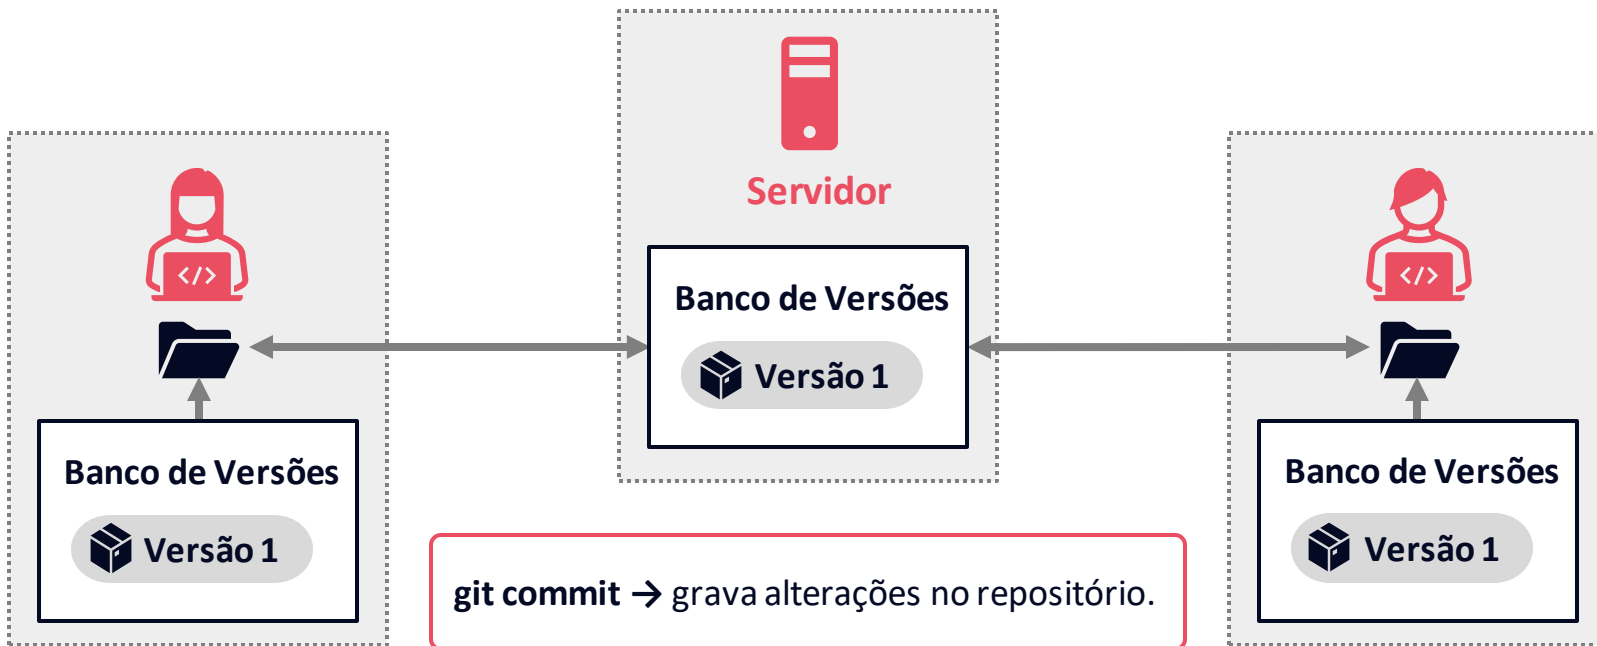 Servidor
Banco de Versões
Versão 1
</>
Banco de Versões
Versão 1
</>
Banco de Versões
Versão 1
git commit → grava alterações no repositório.